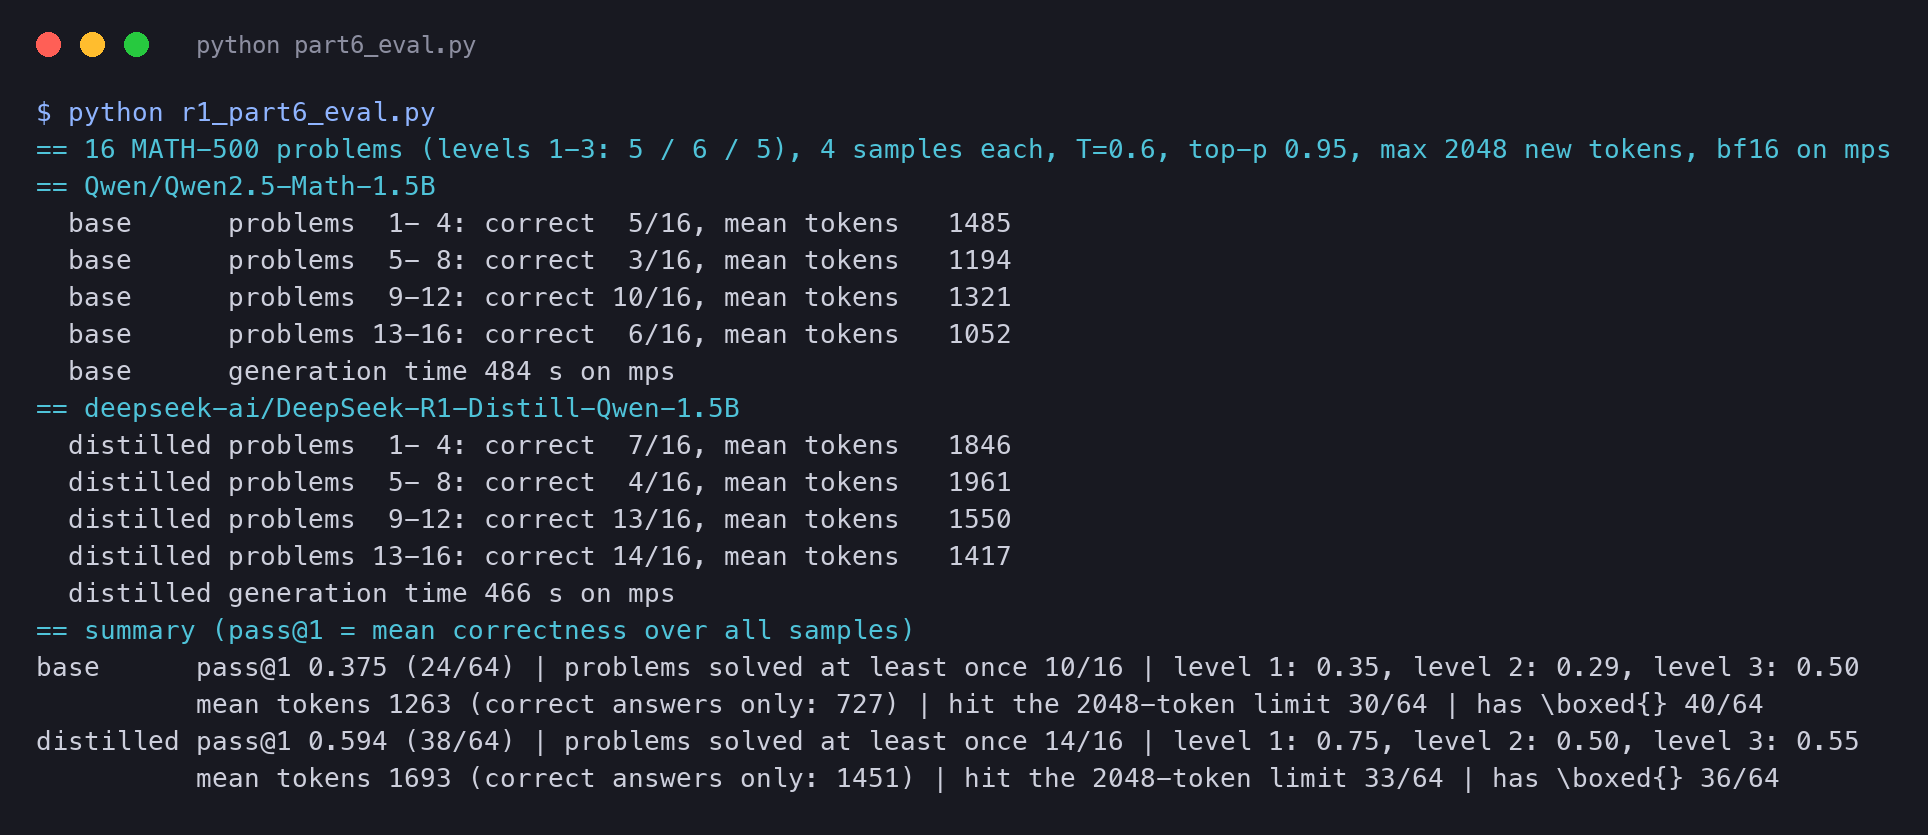 python part6_eval.py
$ python r1_part6_eval.py
== 16 MATH-500 problems (levels 1-3: 5 / 6 / 5), 4 samples each, T=0.6, top-p 0.95, max 2048 new tokens, bf16 on mps
== Qwen/Qwen2.5-Math-1.5B
  base      problems  1- 4: correct  5/16, mean tokens   1485
  base      problems  5- 8: correct  3/16, mean tokens   1194
  base      problems  9-12: correct 10/16, mean tokens   1321
  base      problems 13-16: correct  6/16, mean tokens   1052
  base      generation time 484 s on mps
== deepseek-ai/DeepSeek-R1-Distill-Qwen-1.5B
  distilled problems  1- 4: correct  7/16, mean tokens   1846
  distilled problems  5- 8: correct  4/16, mean tokens   1961
  distilled problems  9-12: correct 13/16, mean tokens   1550
  distilled problems 13-16: correct 14/16, mean tokens   1417
  distilled generation time 466 s on mps
== summary (pass@1 = mean correctness over all samples)
base      pass@1 0.375 (24/64) | problems solved at least once 10/16 | level 1: 0.35, level 2: 0.29, level 3: 0.50
          mean tokens 1263 (correct answers only: 727) | hit the 2048-token limit 30/64 | has \boxed{} 40/64
distilled pass@1 0.594 (38/64) | problems solved at least once 14/16 | level 1: 0.75, level 2: 0.50, level 3: 0.55
          mean tokens 1693 (correct answers only: 1451) | hit the 2048-token limit 33/64 | has \boxed{} 36/64